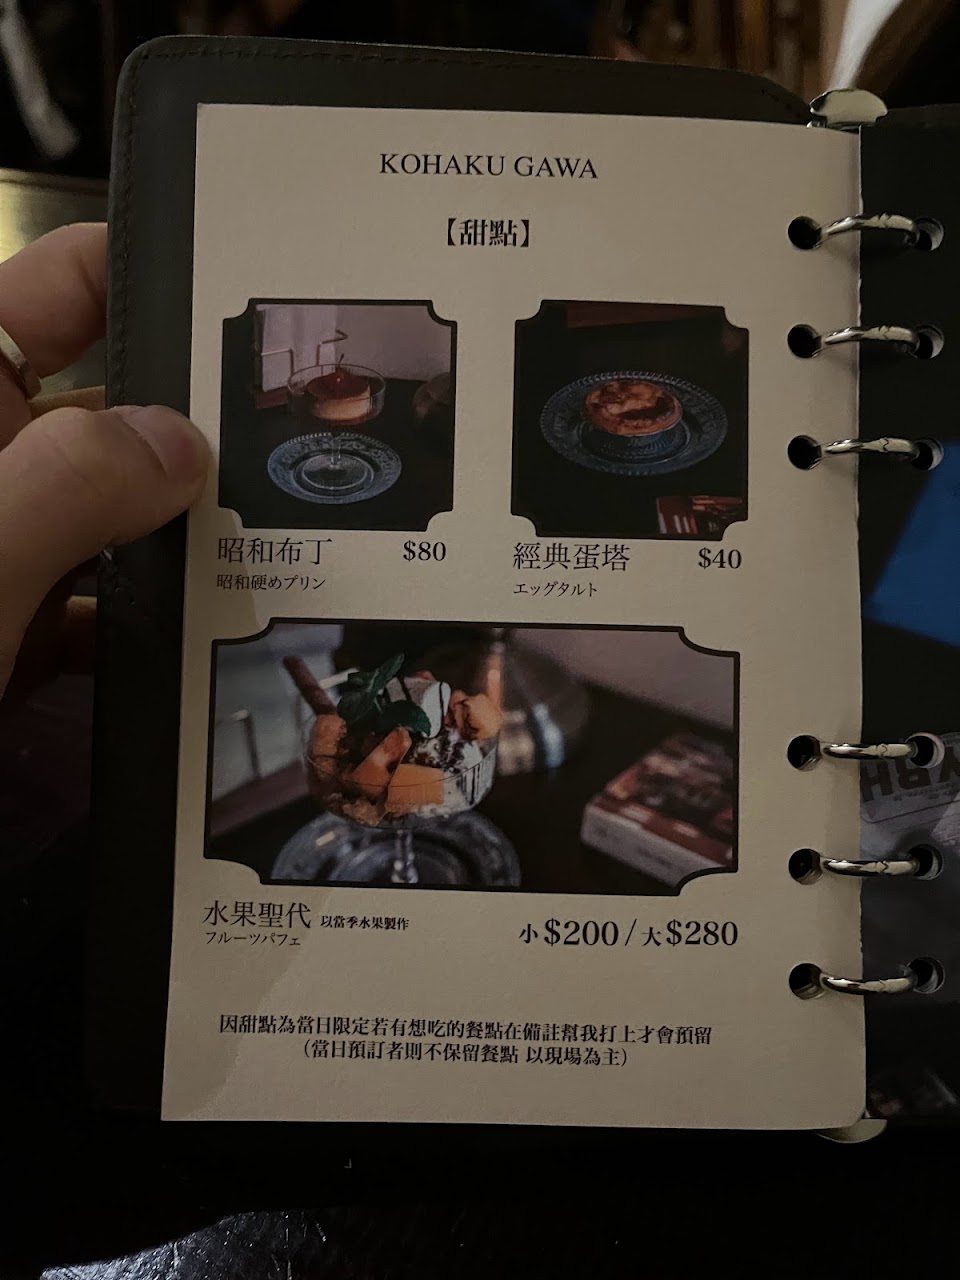 KOHAKU GAWA
【甜點】
昭和布丁 $80
昭和硬めプリン
經典蛋塔 $40
エッグタルト
水果聖代 以當季水果製作 小$200/大$280
フルーツパフェ
因甜點為當日限定若有想吃的餐點在備註幫我打上才會預留
（當日預訂者則不保留餐點 以現場為主）